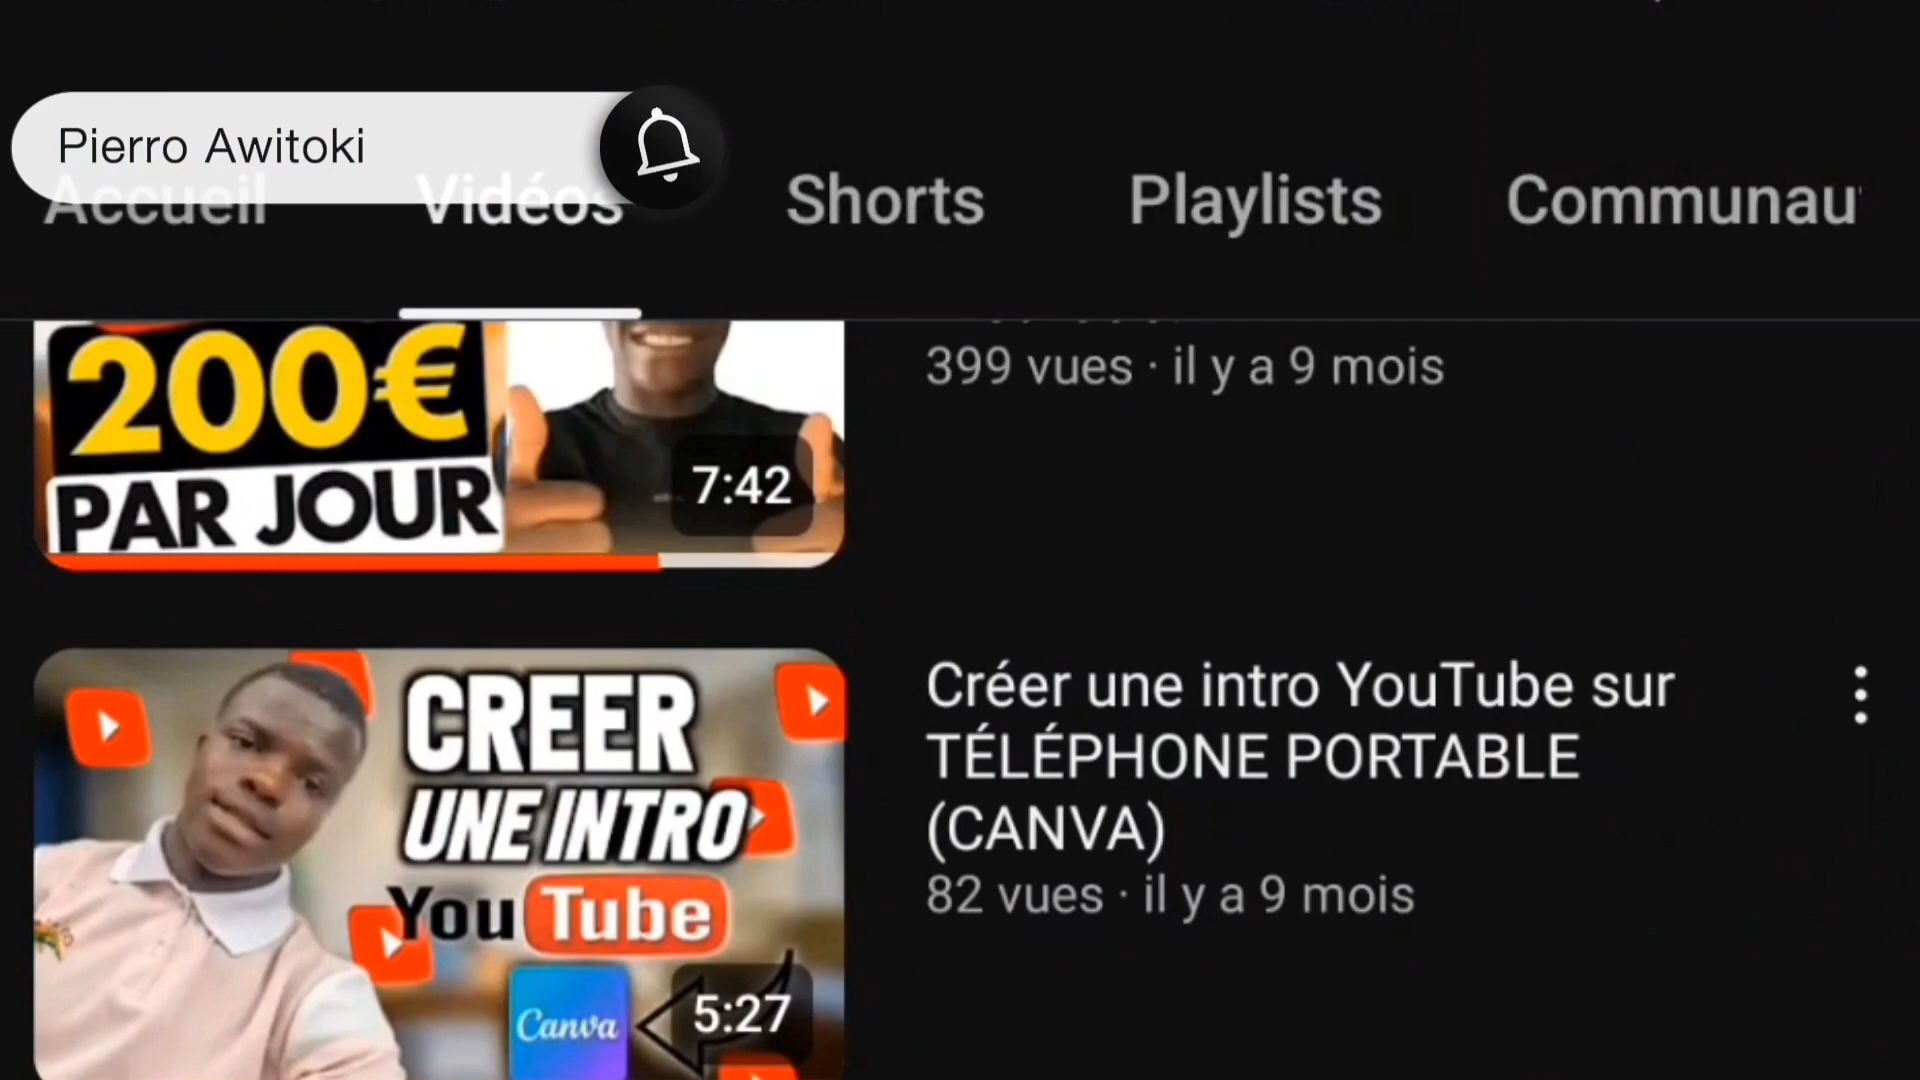 Pierro Awitoki
Accueil Vidéos Shorts Playlists Communau
200€
PAR JOUR
7:42
399 vues · il y a 9 mois
CREER
UNE INTRO
YouTube
Canva
5:27
Créer une intro YouTube sur
TÉLÉPHONE PORTABLE
(CANVA)
82 vues · il y a 9 mois